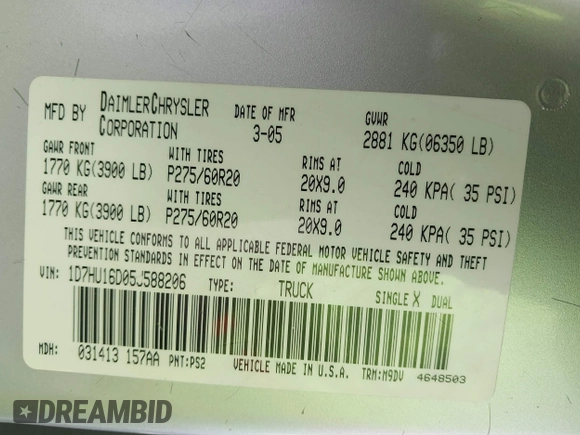 MFD BY DAIMLERCHRYSLER CORPORATION DATE OF MFR 3-05 GVWR 2881 KG(06350 LB)
GAWR FRONT WITH TIRES RIMS AT COLD
1770 KG(3900 LB) P275/60R20 20X9.0 240 KPA( 35 PSI)
GAWR REAR WITH TIRES RIMS AT COLD
1770 KG(3900 LB) P275/60R20 20X9.0 240 KPA( 35 PSI)
THIS VEHICLE CONFORMS TO ALL APPLICABLE FEDERAL MOTOR VEHICLE SAFETY AND THEFT
PREVENTION STANDARDS IN EFFECT ON THE DATE OF MANUFACTURE SHOWN ABOVE.
VIN: 1D7HU16D05J588206 TYPE: TRUCK SINGLE X DUAL
MDH: 031413 157AA PNT:PS2 VEHICLE MADE IN U.S.A. TRM:M9DV 4648503
DREAMBID